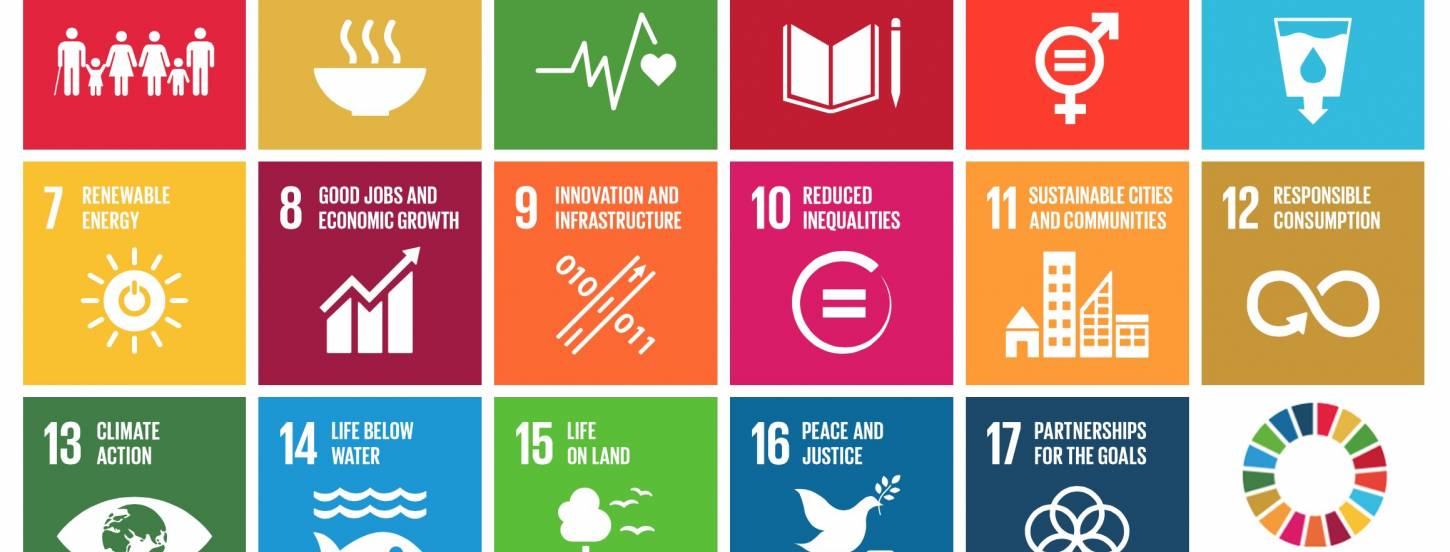 7 RENEWABLE
ENERGY
8 GOOD JOBS AND
ECONOMIC GROWTH
9 INNOVATION AND
INFRASTRUCTURE
010
011
10 REDUCED
INEQUALITIES
11 SUSTAINABLE CITIES
AND COMMUNITIES
12 RESPONSIBLE
CONSUMPTION
13 CLIMATE
ACTION
14 LIFE BELOW
WATER
15 LIFE
ON LAND
16 PEACE AND
JUSTICE
17 PARTNERSHIPS
FOR THE GOALS